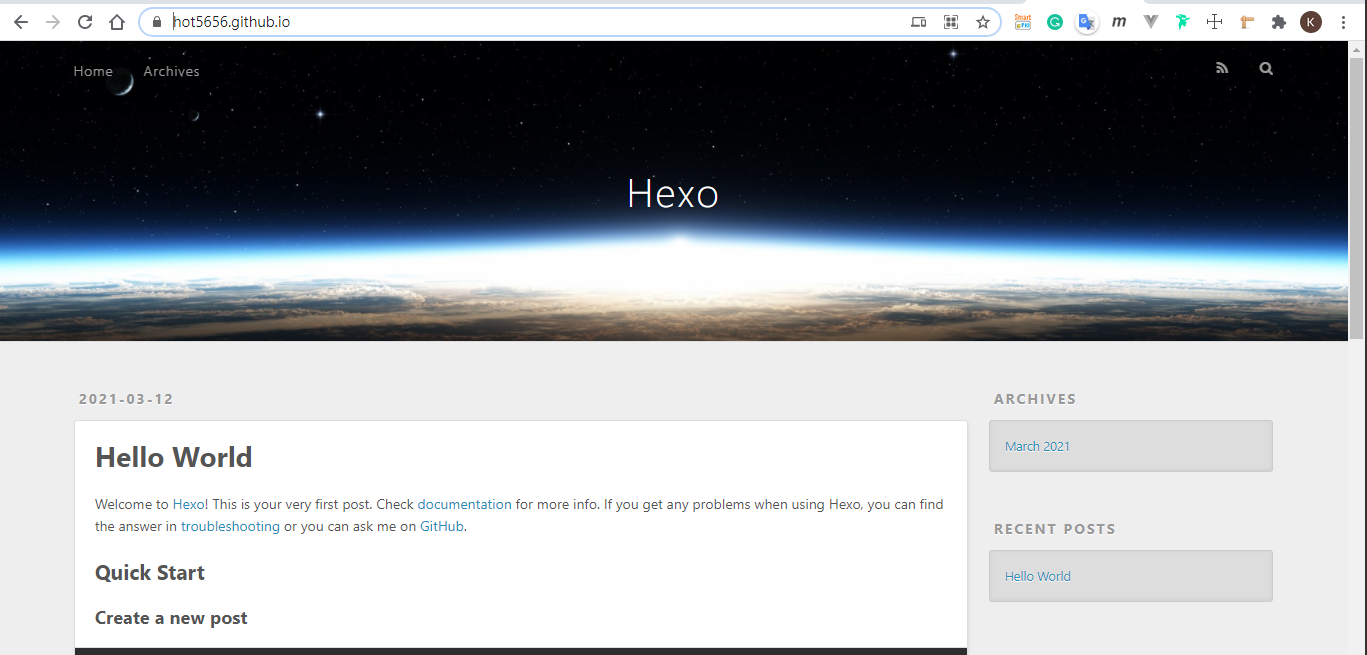 hot5656.github.io
Home Archives
Hexo
2021-03-12
Hello World
Welcome to Hexo! This is your very first post. Check documentation for more info. If you get any problems when using Hexo, you can find
the answer in troubleshooting or you can ask me on GitHub.
Quick Start
Create a new post
ARCHIVES
March 2021
RECENT POSTS
Hello World
K
m